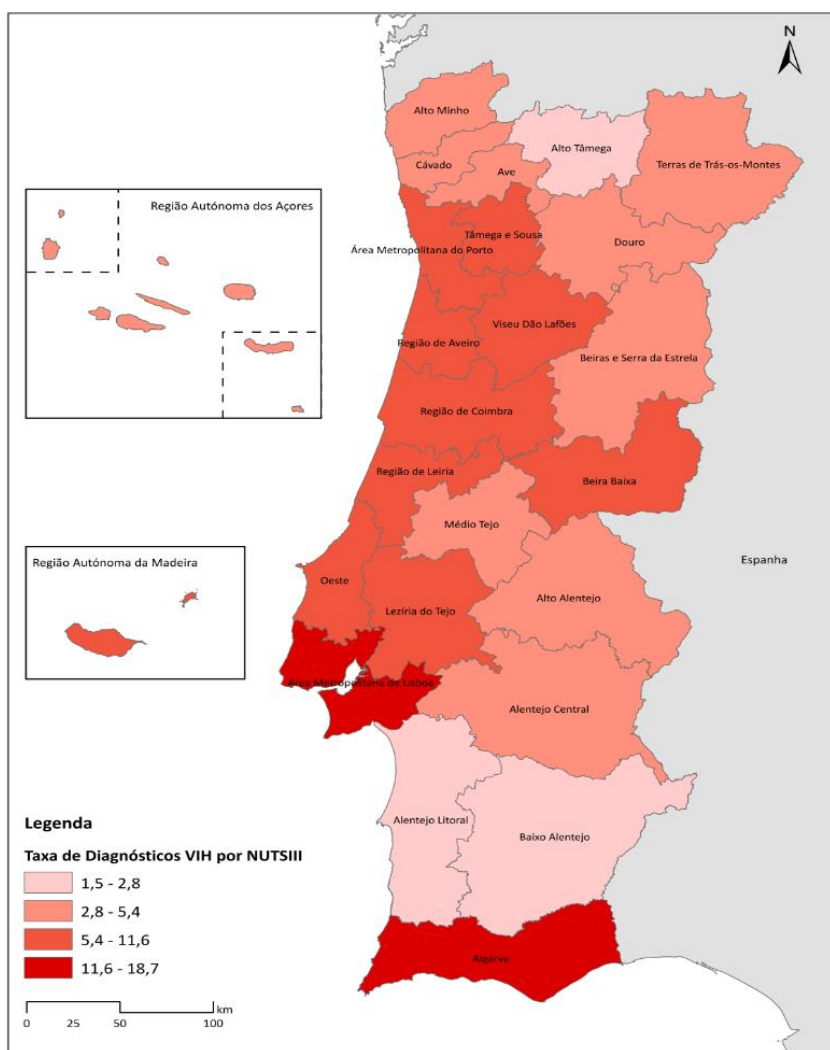 N
Alto Minho
Alto Tâmega
Terras de Trás-os-Montes
Cávado
Ave
Região Autónoma dos Açores
Tâmega e Sousa
Douro
Área Metropolitana do Porto
Viseu Dão Lafões
Região de Aveiro
Beiras e Serra da Estrela
Região de Coimbra
Região de Leiria
Beira Baixa
Médio Tejo
Região Autónoma da Madeira
Espanha
Oeste
Alto Alentejo
Lezíria do Tejo
Área Metropolitana de Lisboa
Alentejo Central
Alentejo Litoral
Baixo Alentejo
Legenda
Taxa de Diagnósticos VIH por NUTSIII
1,5 - 2,8
2,8 - 5,4
5,4 - 11,6
11,6 - 18,7
Algarve
km
0 25 50 100